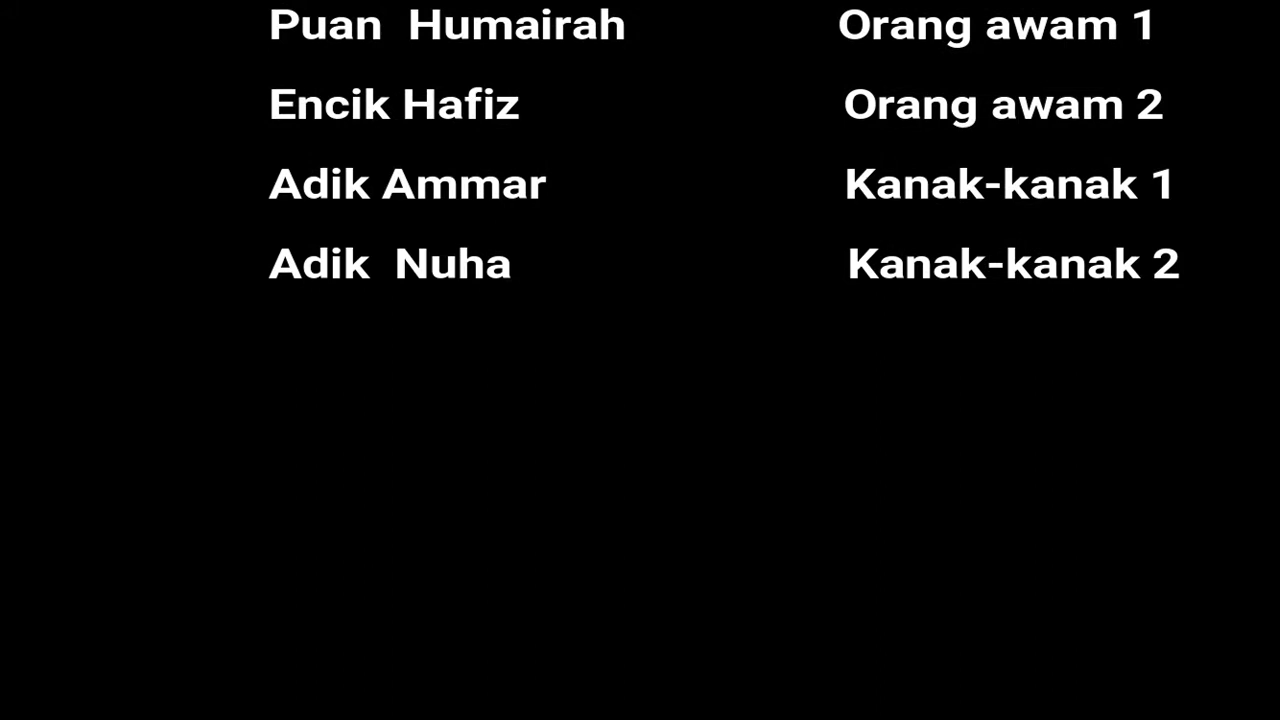 Puan Humairah Orang awam 1
Encik Hafiz Orang awam 2
Adik Ammar Kanak-kanak 1
Adik Nuha Kanak-kanak 2